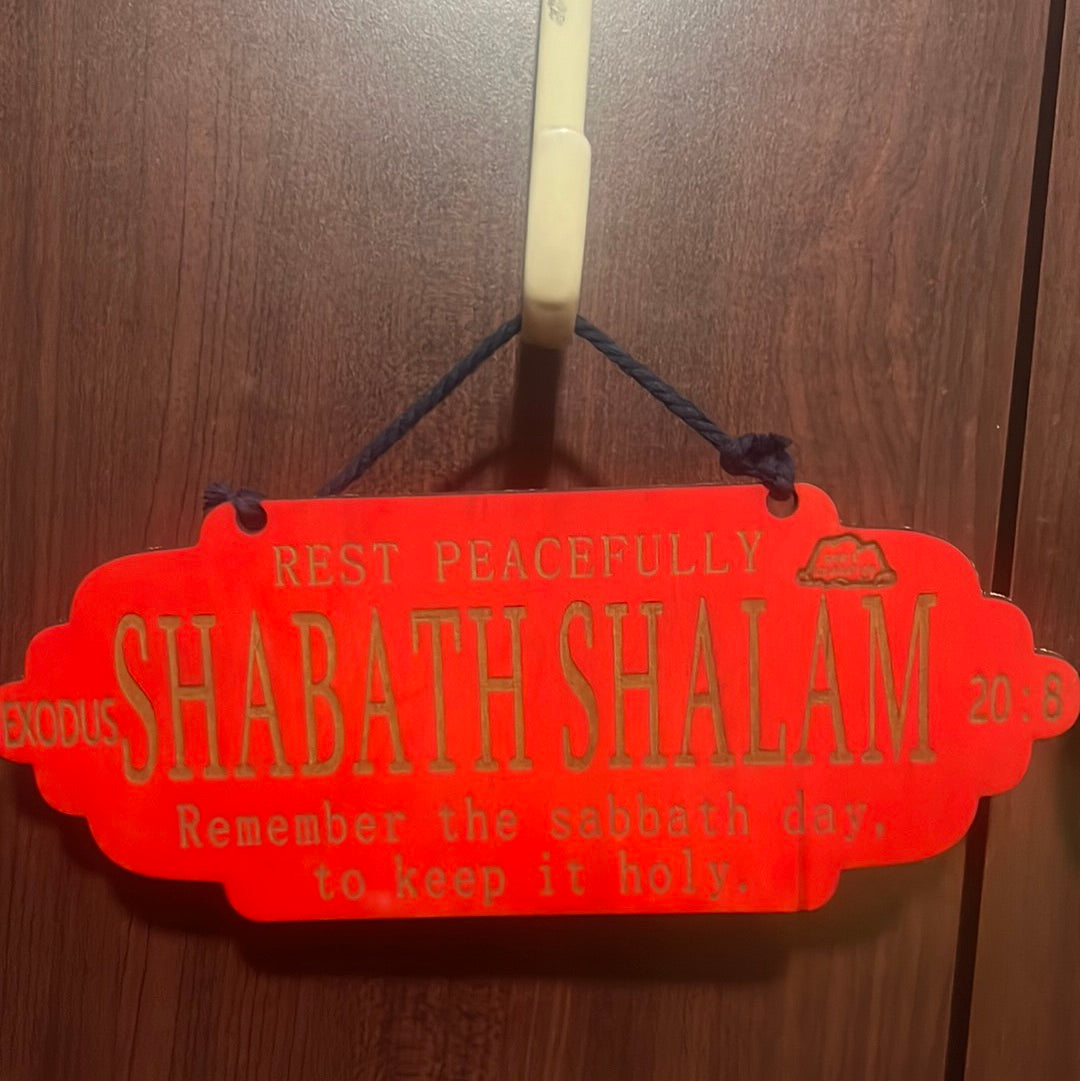 REST PEACEFULLY
EXODUS SHABATH SHALAM 20:8
Remember the sabbath day,
to keep it holy.